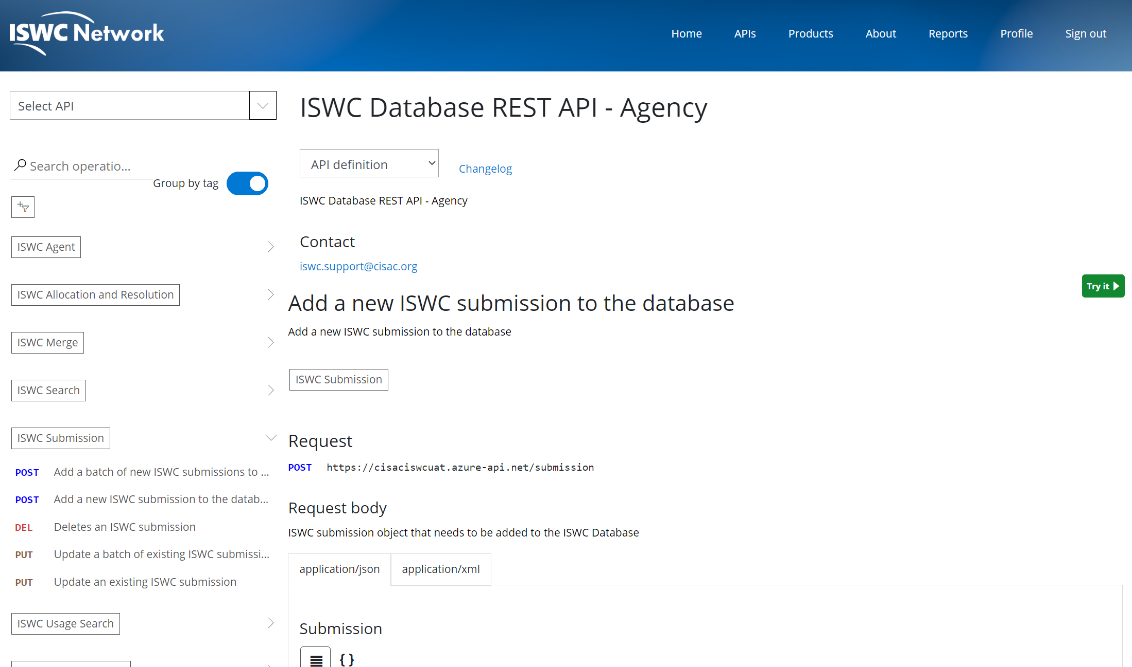 ISWC Network
Home APIs Products About Reports Profile Sign out
Select API
Search operatio...
Group by tag
ISWC Agent
ISWC Allocation and Resolution
ISWC Merge
ISWC Search
ISWC Submission
POST Add a batch of new ISWC submissions to ...
POST Add a new ISWC submission to the datab...
DEL Deletes an ISWC submission
PUT Update a batch of existing ISWC submissi...
PUT Update an existing ISWC submission
ISWC Usage Search
ISWC Database REST API - Agency
API definition
Changelog
ISWC Database REST API - Agency
Contact
iswc.support@cisac.org
Add a new ISWC submission to the database
Try it
Add a new ISWC submission to the database
ISWC Submission
Request
POST https://cisaciswcuat.azure-api.net/submission
Request body
ISWC submission object that needs to be added to the ISWC Database
application/json application/xml
Submission
{ }